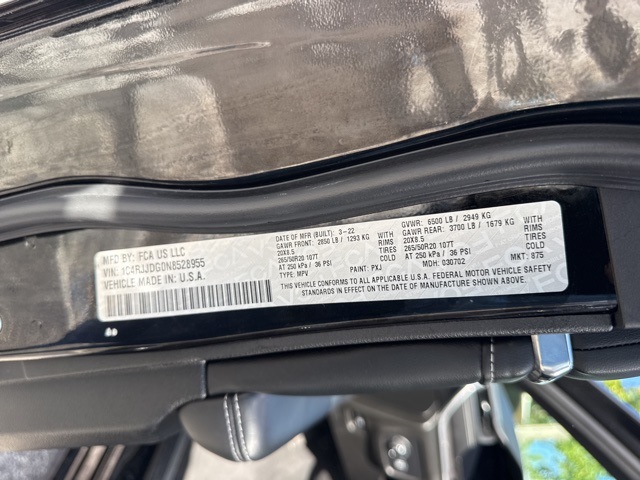 MFD BY: FCA US LLC
DATE OF MFR (BUILT): 3-22
GVWR: 6500 LB / 2949 KG
GAWR FRONT: 2850 LB / 1293 KG WITH
GAWR REAR: 3700 LB / 1679 KG WITH
20X8.5 RIMS
20X8.5 RIMS
265/50R20 107T TIRES
265/50R20 107T TIRES
AT 250 kPa / 36 PSI COLD
AT 250 kPa / 36 PSI COLD
VIN: 1C4RJJDGDN8528955
TYPE: MPV
PAINT: PXJ
MDH: 030702
MKT: 875
VEHICLE MADE IN: U.S.A.
THIS VEHICLE CONFORMS TO ALL APPLICABLE U.S.A. FEDERAL MOTOR VEHICLE SAFETY
STANDARDS IN EFFECT ON THE DATE OF MANUFACTURE SHOWN ABOVE.